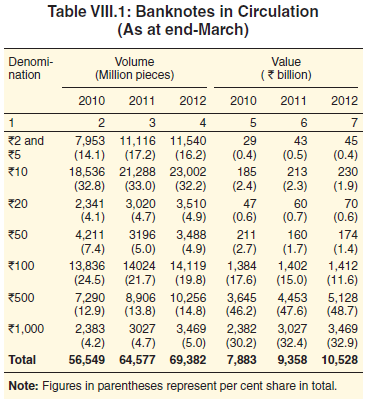 Table VIII.1: Banknotes in Circulation
(As at end-March)
Denomi- Volume Value
nation (Million pieces) (₹ billion)
2010 2011 2012 2010 2011 2012
1 2 3 4 5 6 7
₹2 and 7,953 11,116 11,540 29 43 45
₹5 (14.1) (17.2) (16.2) (0.4) (0.5) (0.4)
₹10 18,536 21,288 23,002 185 213 230
(32.8) (33.0) (32.2) (2.4) (2.3) (1.9)
₹20 2,341 3,020 3,510 47 60 70
(4.1) (4.7) (4.9) (0.6) (0.7) (0.6)
₹50 4,211 3196 3,488 211 160 174
(7.4) (5.0) (4.9) (2.7) (1.7) (1.4)
₹100 13,836 14024 14,119 1,384 1,402 1,412
(24.5) (21.7) (19.8) (17.6) (15.0) (11.6)
₹500 7,290 8,906 10,256 3,645 4,453 5,128
(12.9) (13.8) (14.8) (46.2) (47.6) (48.7)
₹1,000 2,383 3027 3,469 2,382 3,027 3,469
(4.2) (4.7) (5.0) (30.2) (32.4) (32.9)
Total 56,549 64,577 69,382 7,883 9,358 10,528
Note: Figures in parentheses represent per cent share in total.